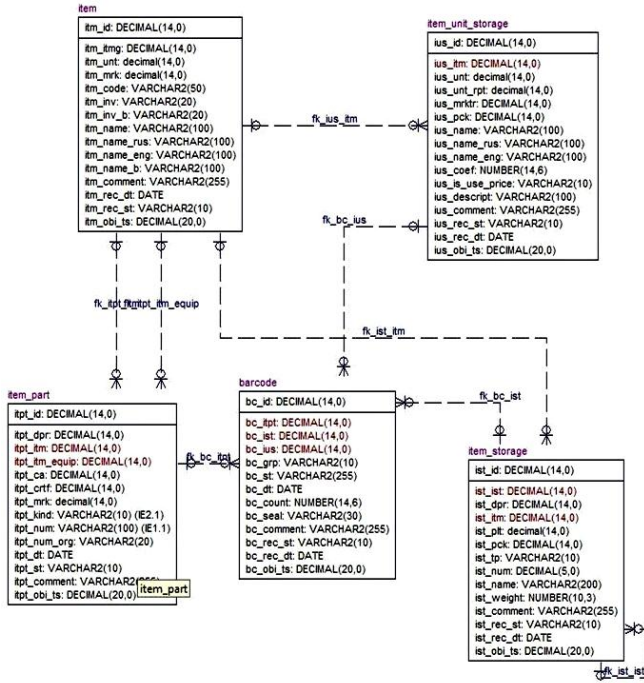 item
itm_id: DECIMAL(14,0)
itm_itmg: DECIMAL(14,0)
itm_unt: decimal(14,0)
itm_mrk: decimal(14,0)
itm_code: VARCHAR2(50)
itm_inv: VARCHAR2(20)
itm_inv_b: VARCHAR2(20)
itm_name: VARCHAR2(100)
itm_name_rus: VARCHAR2(100)
itm_name_eng: VARCHAR2(100)
itm_name_b: VARCHAR2(100)
itm_comment: VARCHAR2(255)
itm_rec_dt: DATE
itm_rec_st: VARCHAR2(10)
itm_obi_ts: DECIMAL(20,0)
fk_ius_itm
item_unit_storage
ius_id: DECIMAL(14,0)
ius_itm: DECIMAL(14,0)
ius_unt: decimal(14,0)
ius_unt_rpt: decimal(14,0)
ius_mrktr: DECIMAL(14,0)
ius_pck: DECIMAL(14,0)
ius_name: VARCHAR2(100)
ius_name_rus: VARCHAR2(100)
ius_name_eng: VARCHAR2(100)
ius_coef: NUMBER(14,6)
ius_is_use_price: VARCHAR2(10)
ius_descript: VARCHAR2(100)
ius_comment: VARCHAR2(255)
ius_rec_st: VARCHAR2(10)
ius_rec_dt: DATE
ius_obi_ts: DECIMAL(20,0)
fk_bc_ius
fk_itpt_itm_equip
fk_ist_itm
item_part
itpt_id: DECIMAL(14,0)
itpt_dpr: DECIMAL(14,0)
itpt_itm: DECIMAL(14,0)
itpt_itm_equip: DECIMAL(14,0)
itpt_ca: DECIMAL(14,0)
itpt_crtf: DECIMAL(14,0)
itpt_mrk: decimal(14,0)
itpt_kind: VARCHAR2(10) (IE2.1)
itpt_num: VARCHAR2(100) (IE1.1)
itpt_num_org: VARCHAR2(20)
itpt_dt: DATE
itpt_st: VARCHAR2(10)
itpt_comment: VARCHAR2(255)
itpt_obi_ts: DECIMAL(20,0)
item_part
fk_bc_itpt
barcode
bc_id: DECIMAL(14,0)
bc_itpt: DECIMAL(14,0)
bc_ist: DECIMAL(14,0)
bc_ius: DECIMAL(14,0)
bc_grp: VARCHAR2(10)
bc_st: VARCHAR2(255)
bc_dt: DATE
bc_count: NUMBER(14,6)
bc_seal: VARCHAR2(30)
bc_comment: VARCHAR2(255)
bc_rec_st: VARCHAR2(10)
bc_rec_dt: DATE
bc_obi_ts: DECIMAL(20,0)
fk_bc_ist
item_storage
ist_id: DECIMAL(14,0)
ist_ist: DECIMAL(14,0)
ist_dpr: DECIMAL(14,0)
ist_itm: DECIMAL(14,0)
ist_plt: decimal(14,0)
ist_pck: DECIMAL(14,0)
ist_tp: VARCHAR2(10)
ist_num: DECIMAL(5,0)
ist_name: VARCHAR2(200)
ist_weight: NUMBER(10,3)
ist_comment: VARCHAR2(255)
ist_rec_st: VARCHAR2(10)
ist_rec_dt: DATE
ist_obi_ts: DECIMAL(20,0)
fk_ist_ist